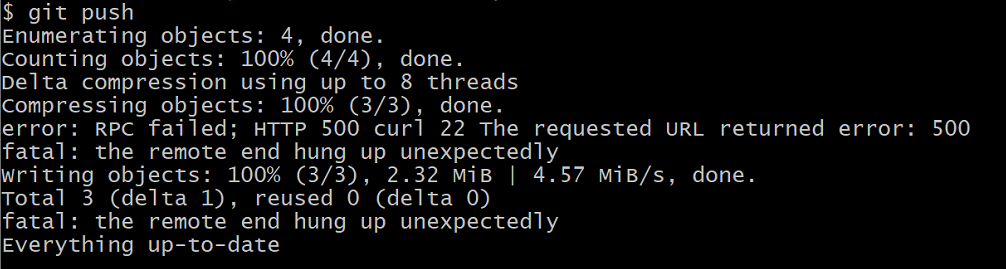 $ git push
Enumerating objects: 4, done.
Counting objects: 100% (4/4), done.
Delta compression using up to 8 threads
Compressing objects: 100% (3/3), done.
error: RPC failed; HTTP 500 curl 22 The requested URL returned error: 500
fatal: the remote end hung up unexpectedly
Writing objects: 100% (3/3), 2.32 MiB | 4.57 MiB/s, done.
Total 3 (delta 1), reused 0 (delta 0)
fatal: the remote end hung up unexpectedly
Everything up-to-date